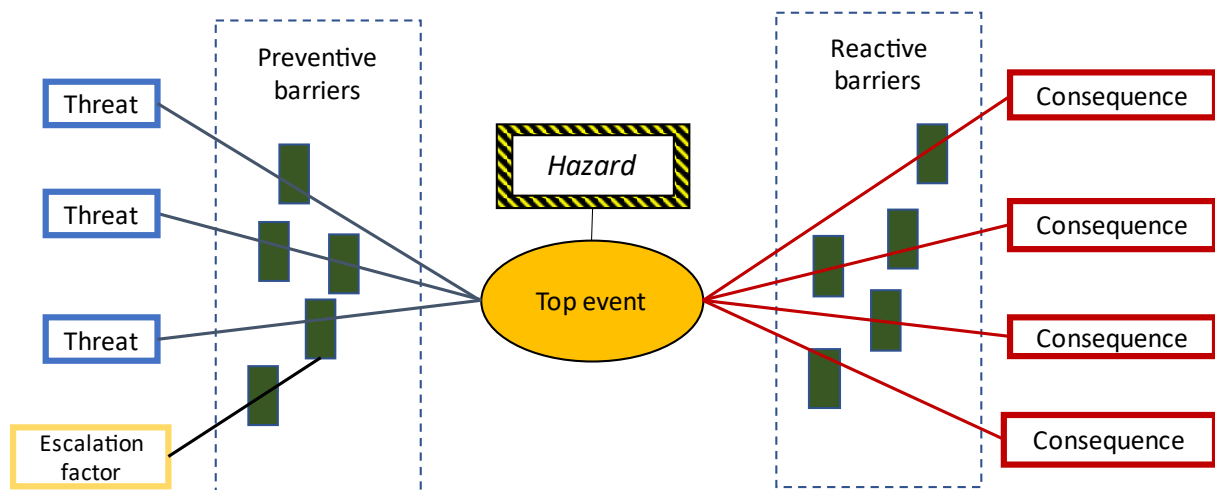 Preventive
barriers
Reactive
barriers
Threat
Threat
Threat
Escalation
factor
Hazard
Top event
Consequence
Consequence
Consequence
Consequence